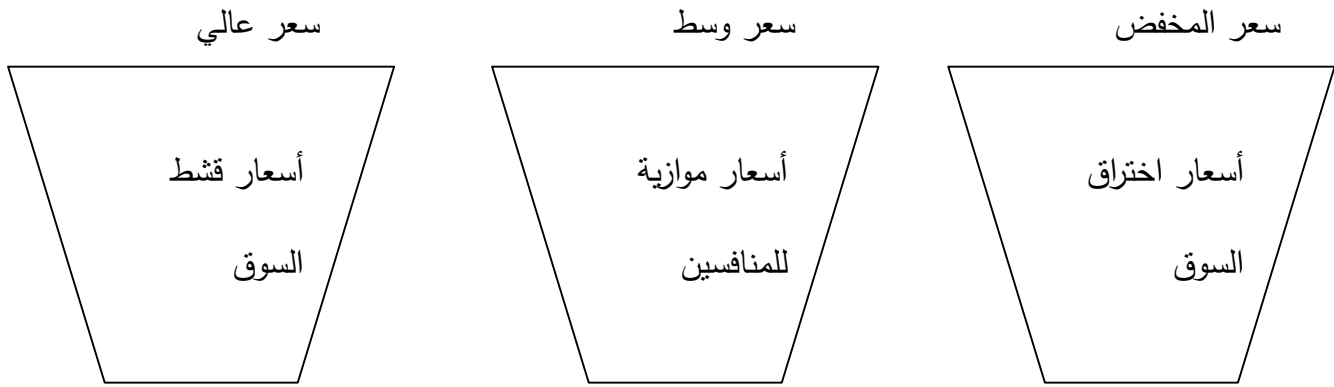 سعر المخفض
سعر وسط
سعر عالي
أسعار اختراق
السوق
أسعار موازية
للمنافسين
أسعار قشط
السوق